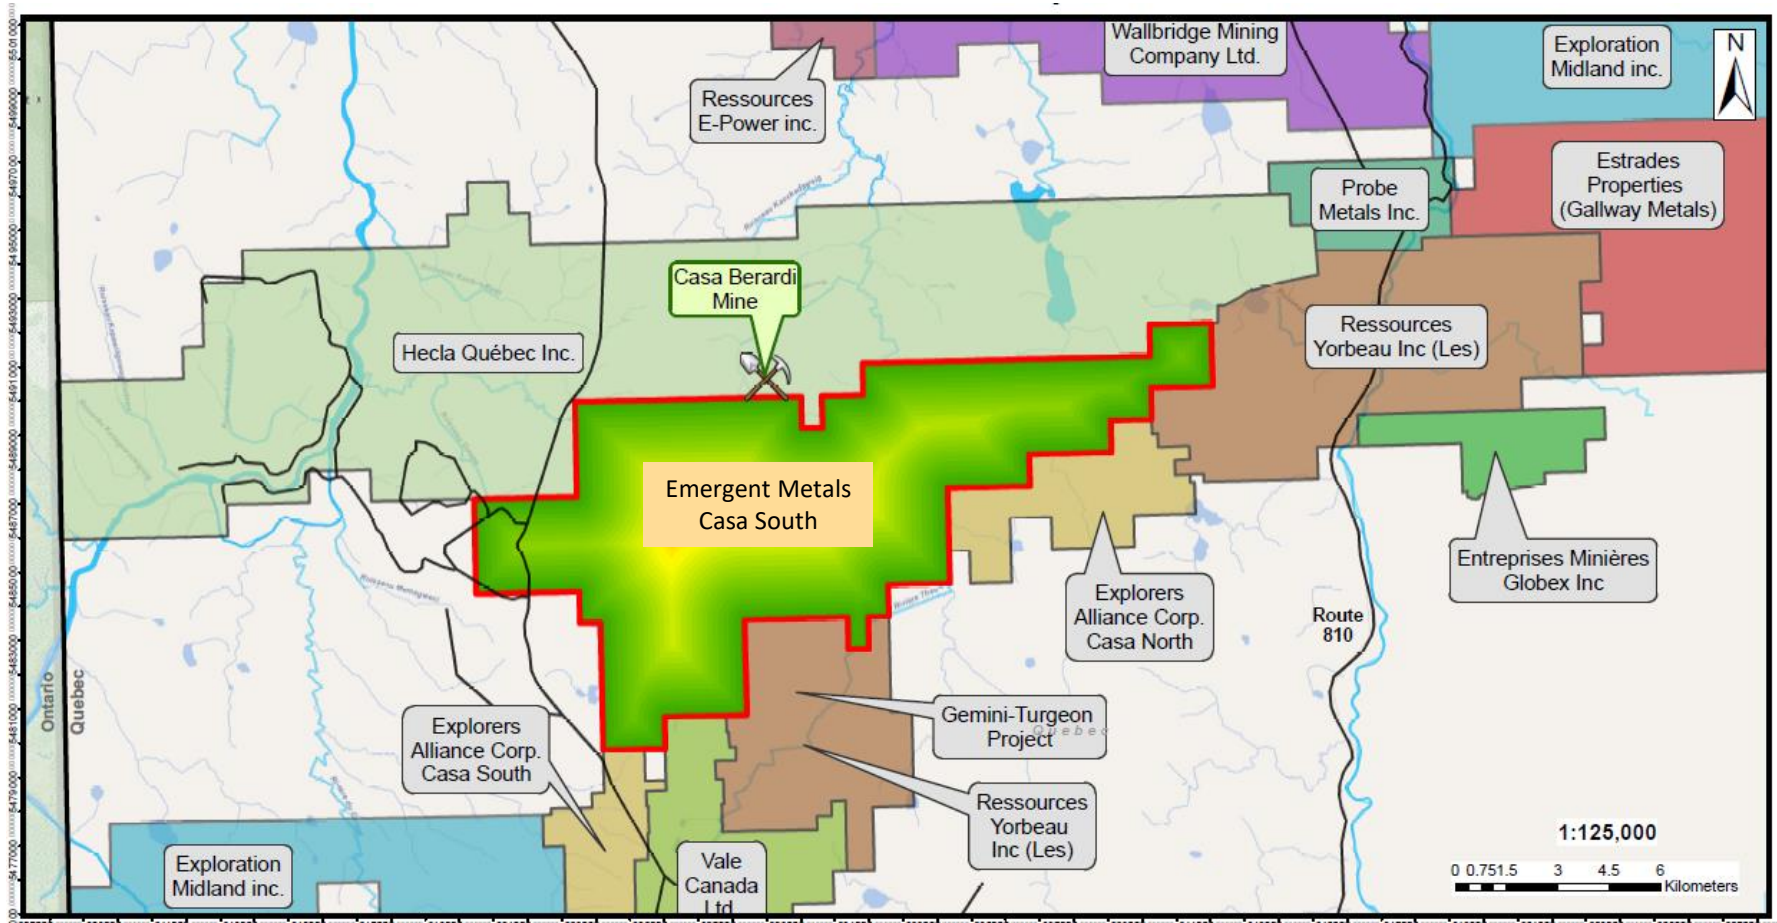 Wallbridge Mining
Company Ltd.
Exploration
Midland inc.
N
Ressources
E-Power inc.
Estrades
Properties
(Gallway Metals)
Probe
Metals Inc.
Casa Berardi
Mine
Hecla Québec Inc.
Ressources
Yorbeau Inc (Les)
Emergent Metals
Casa South
Entreprises Minières
Globex Inc
Explorers
Alliance Corp.
Casa North
Route
810
Ontario
Quebec
Gemini-Turgeon
Project
Quebec
Explorers
Alliance Corp.
Casa South
Ressources
Yorbeau
Inc (Les)
1:125,000
Exploration
Midland inc.
Vale
Canada
Ltd
0 0.75 1.5 3 4.5 6
Kilometers